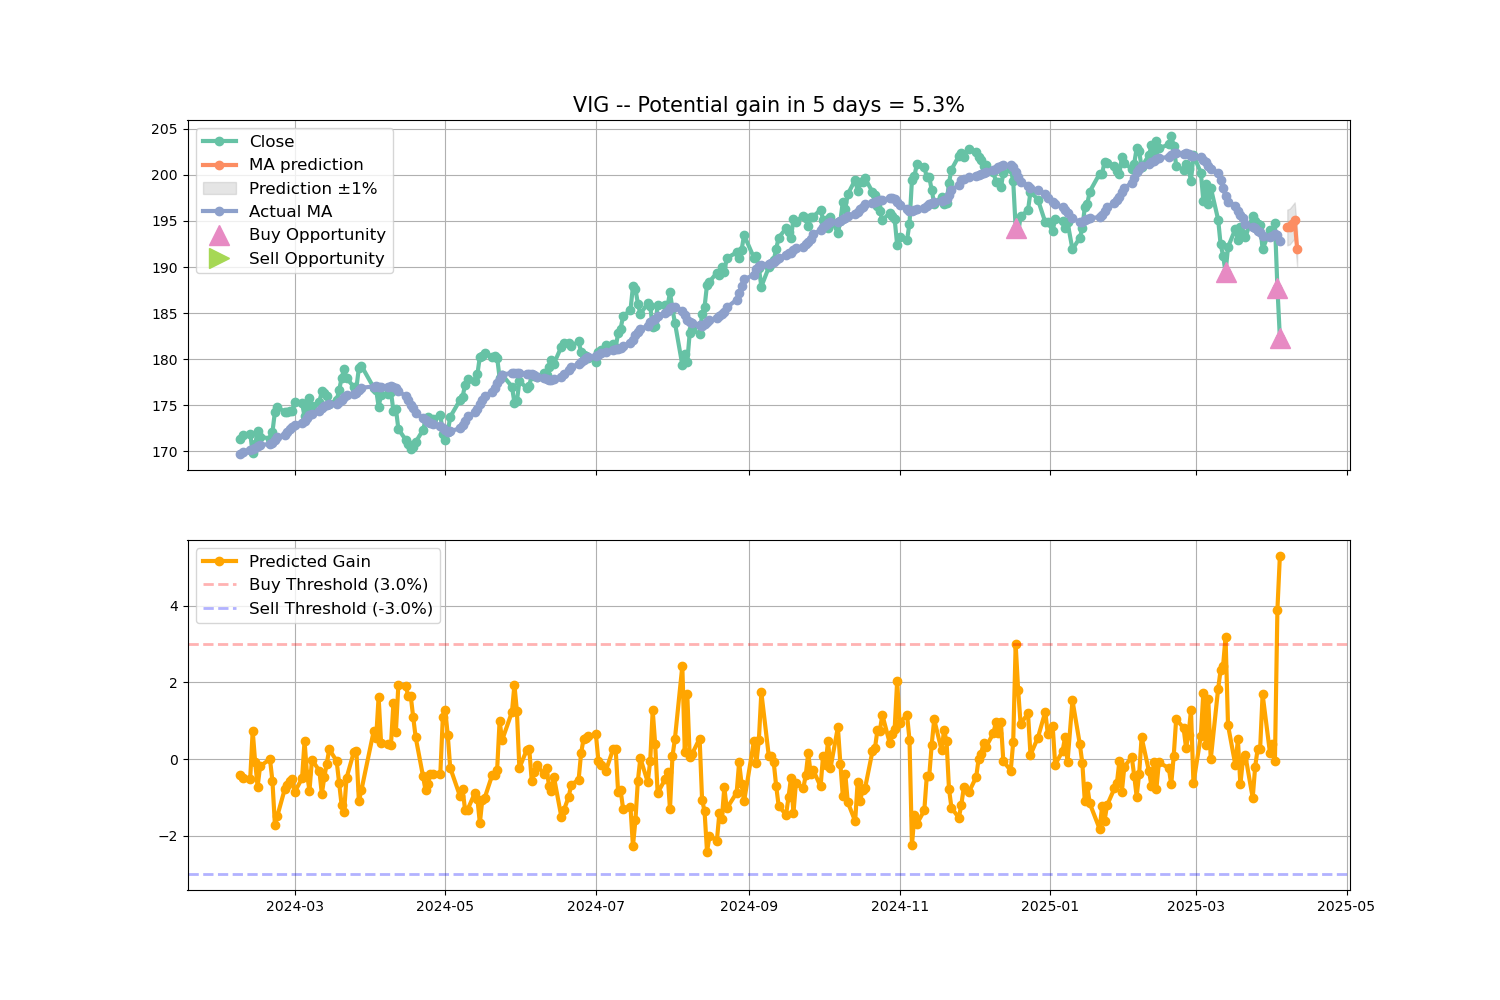 VIG -- Potential gain in 5 days = 5.3%
205
200
195
190
185
180
175
170
Close
MA prediction
Prediction ±1%
Actual MA
Buy Opportunity
Sell Opportunity
4
2
0
−2
Predicted Gain
Buy Threshold (3.0%)
Sell Threshold (-3.0%)
2024-03
2024-05
2024-07
2024-09
2024-11
2025-01
2025-03
2025-05